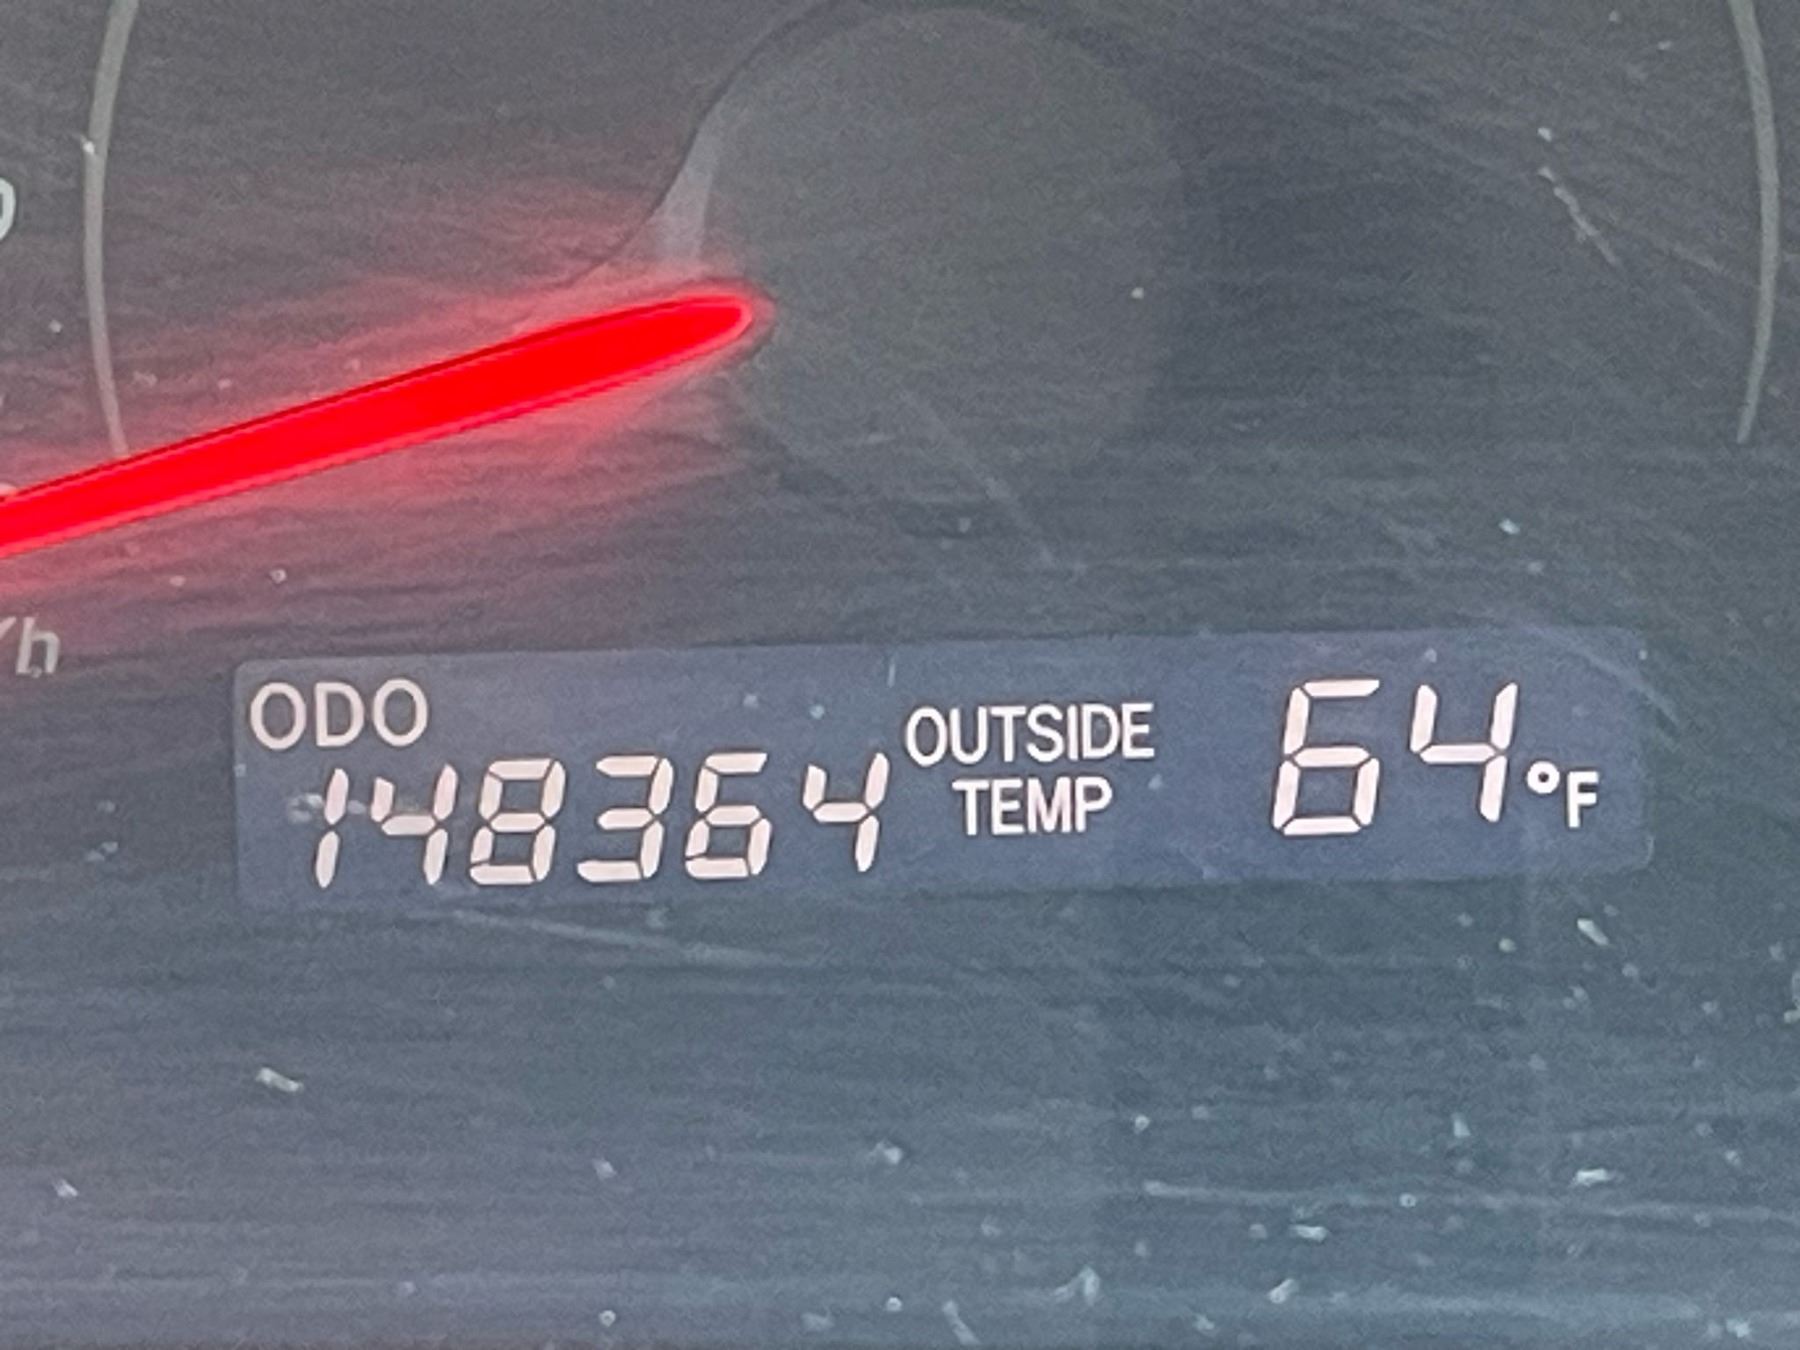 /h
ODO
148364
OUTSIDE
TEMP
64°F